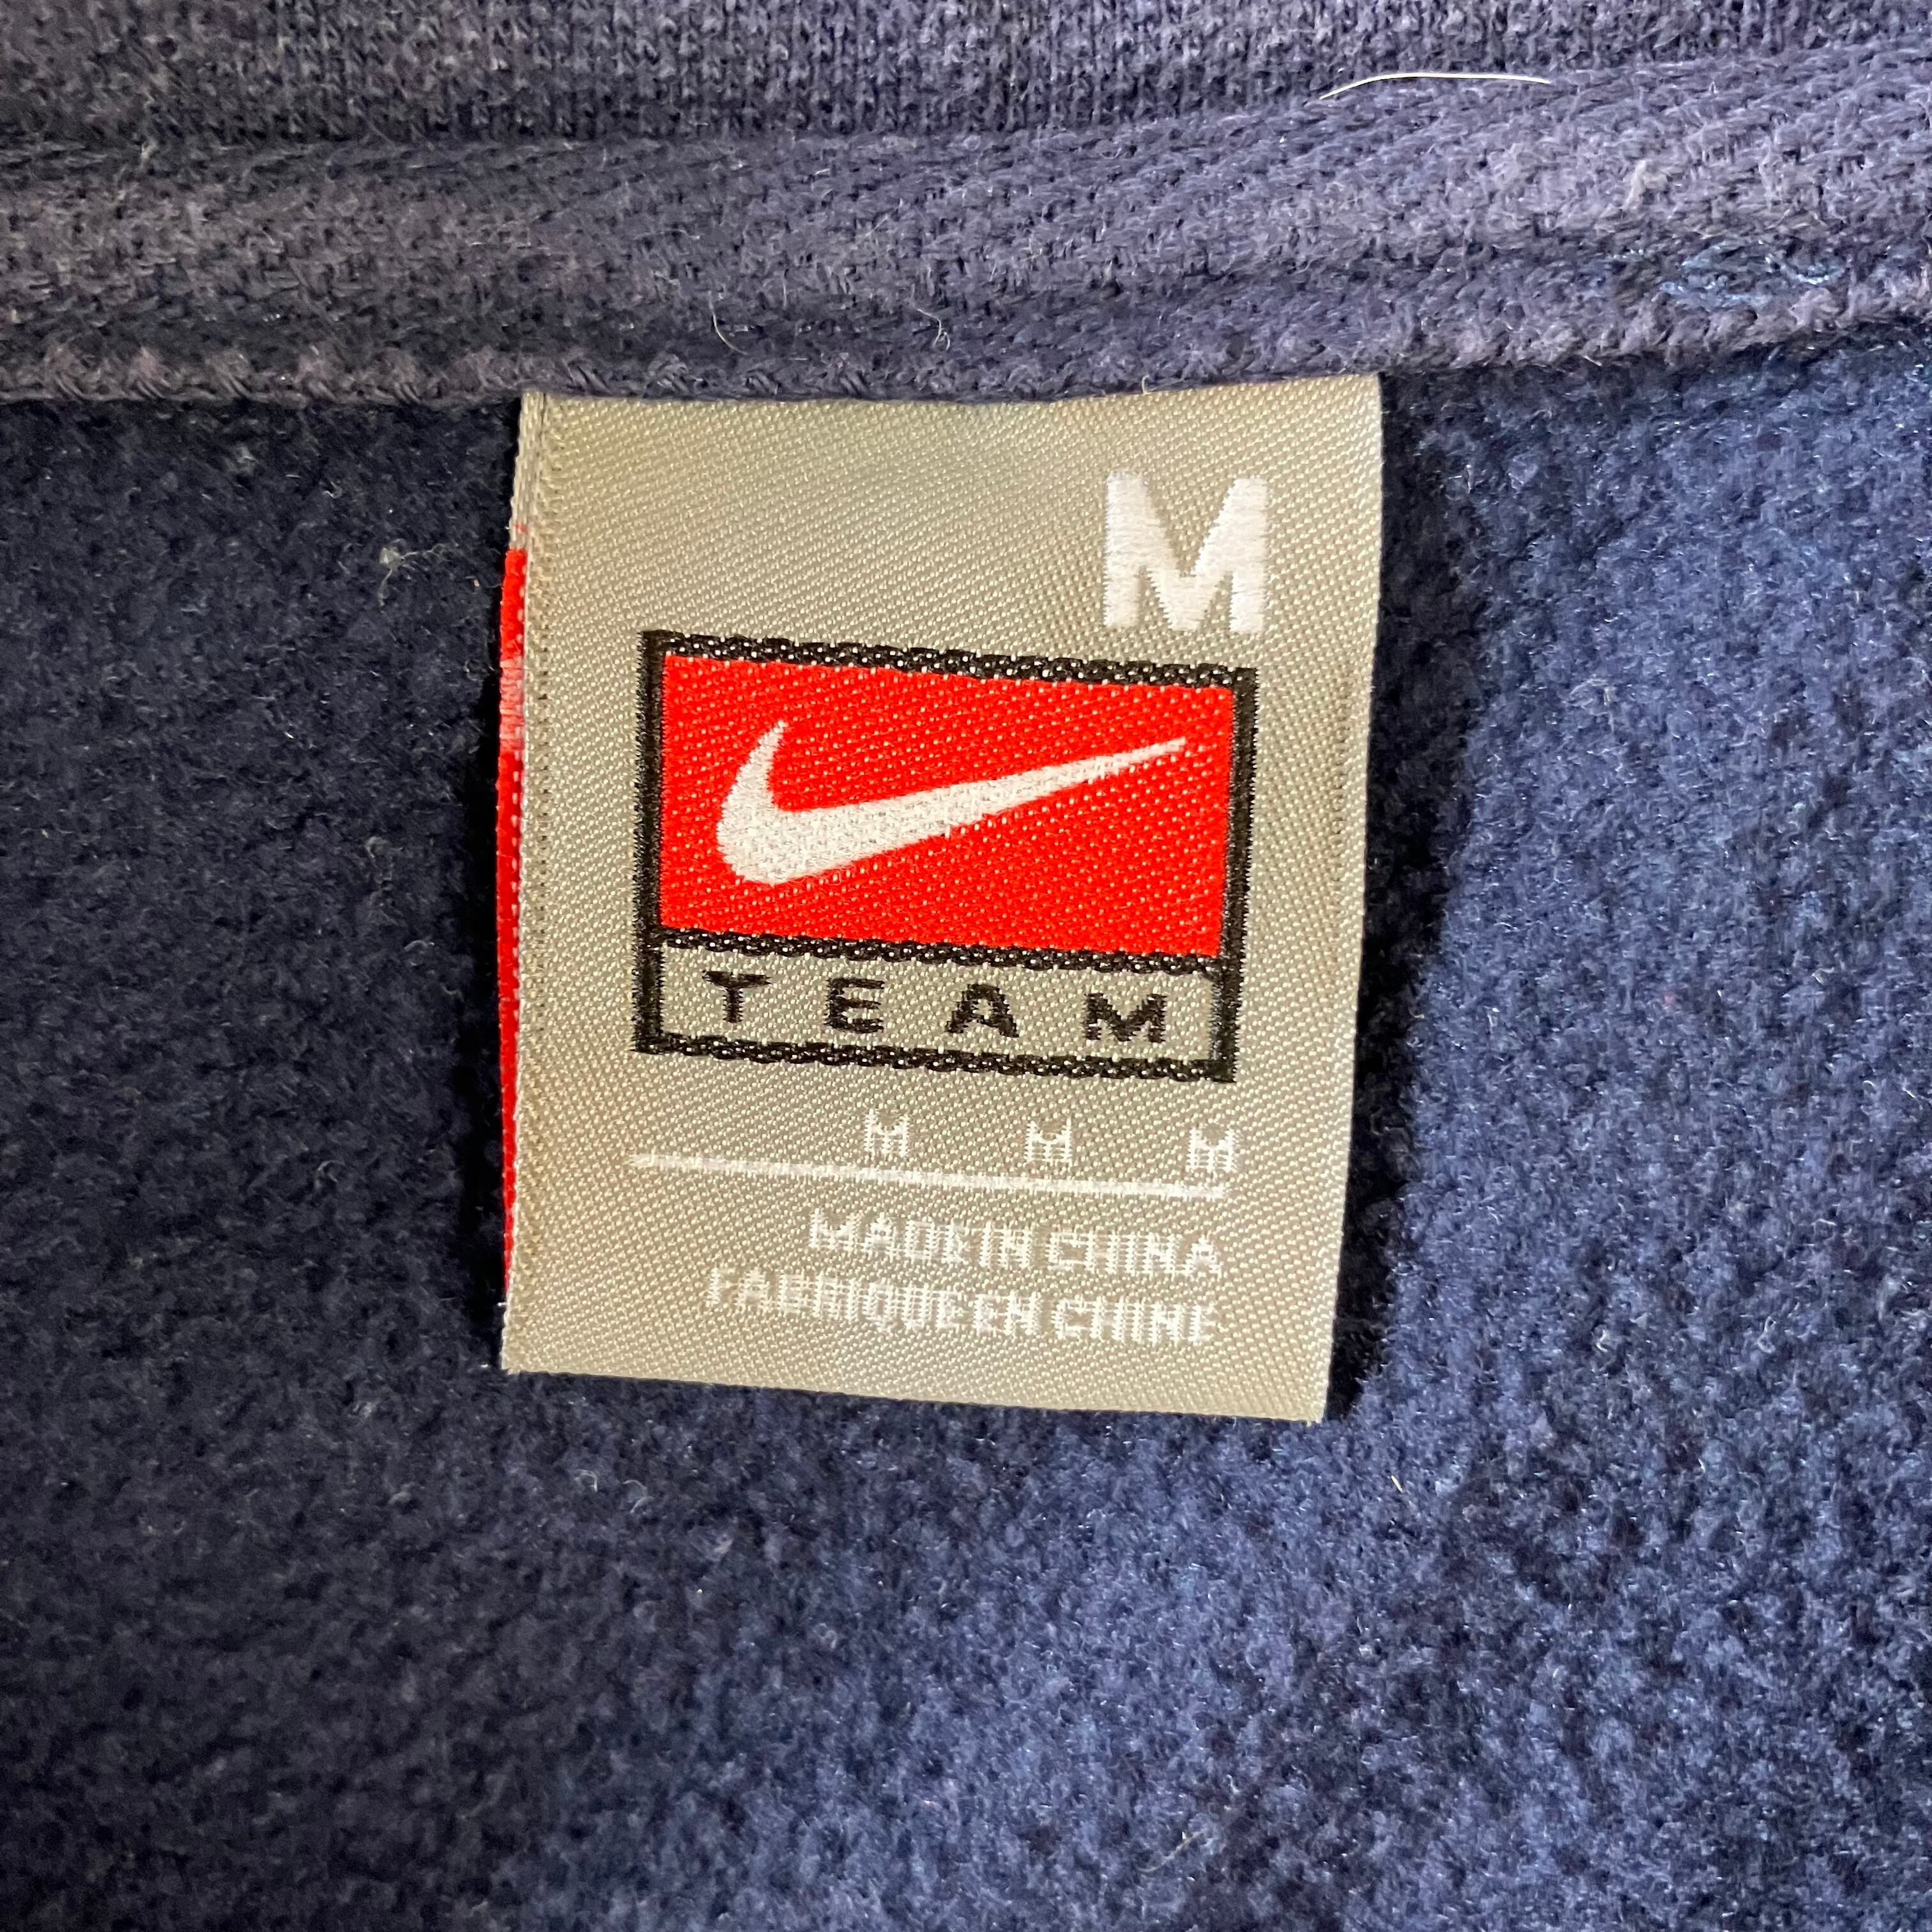 M
TEAM
M M M
MADE IN CHINA
FABRIQUE EN CHINE